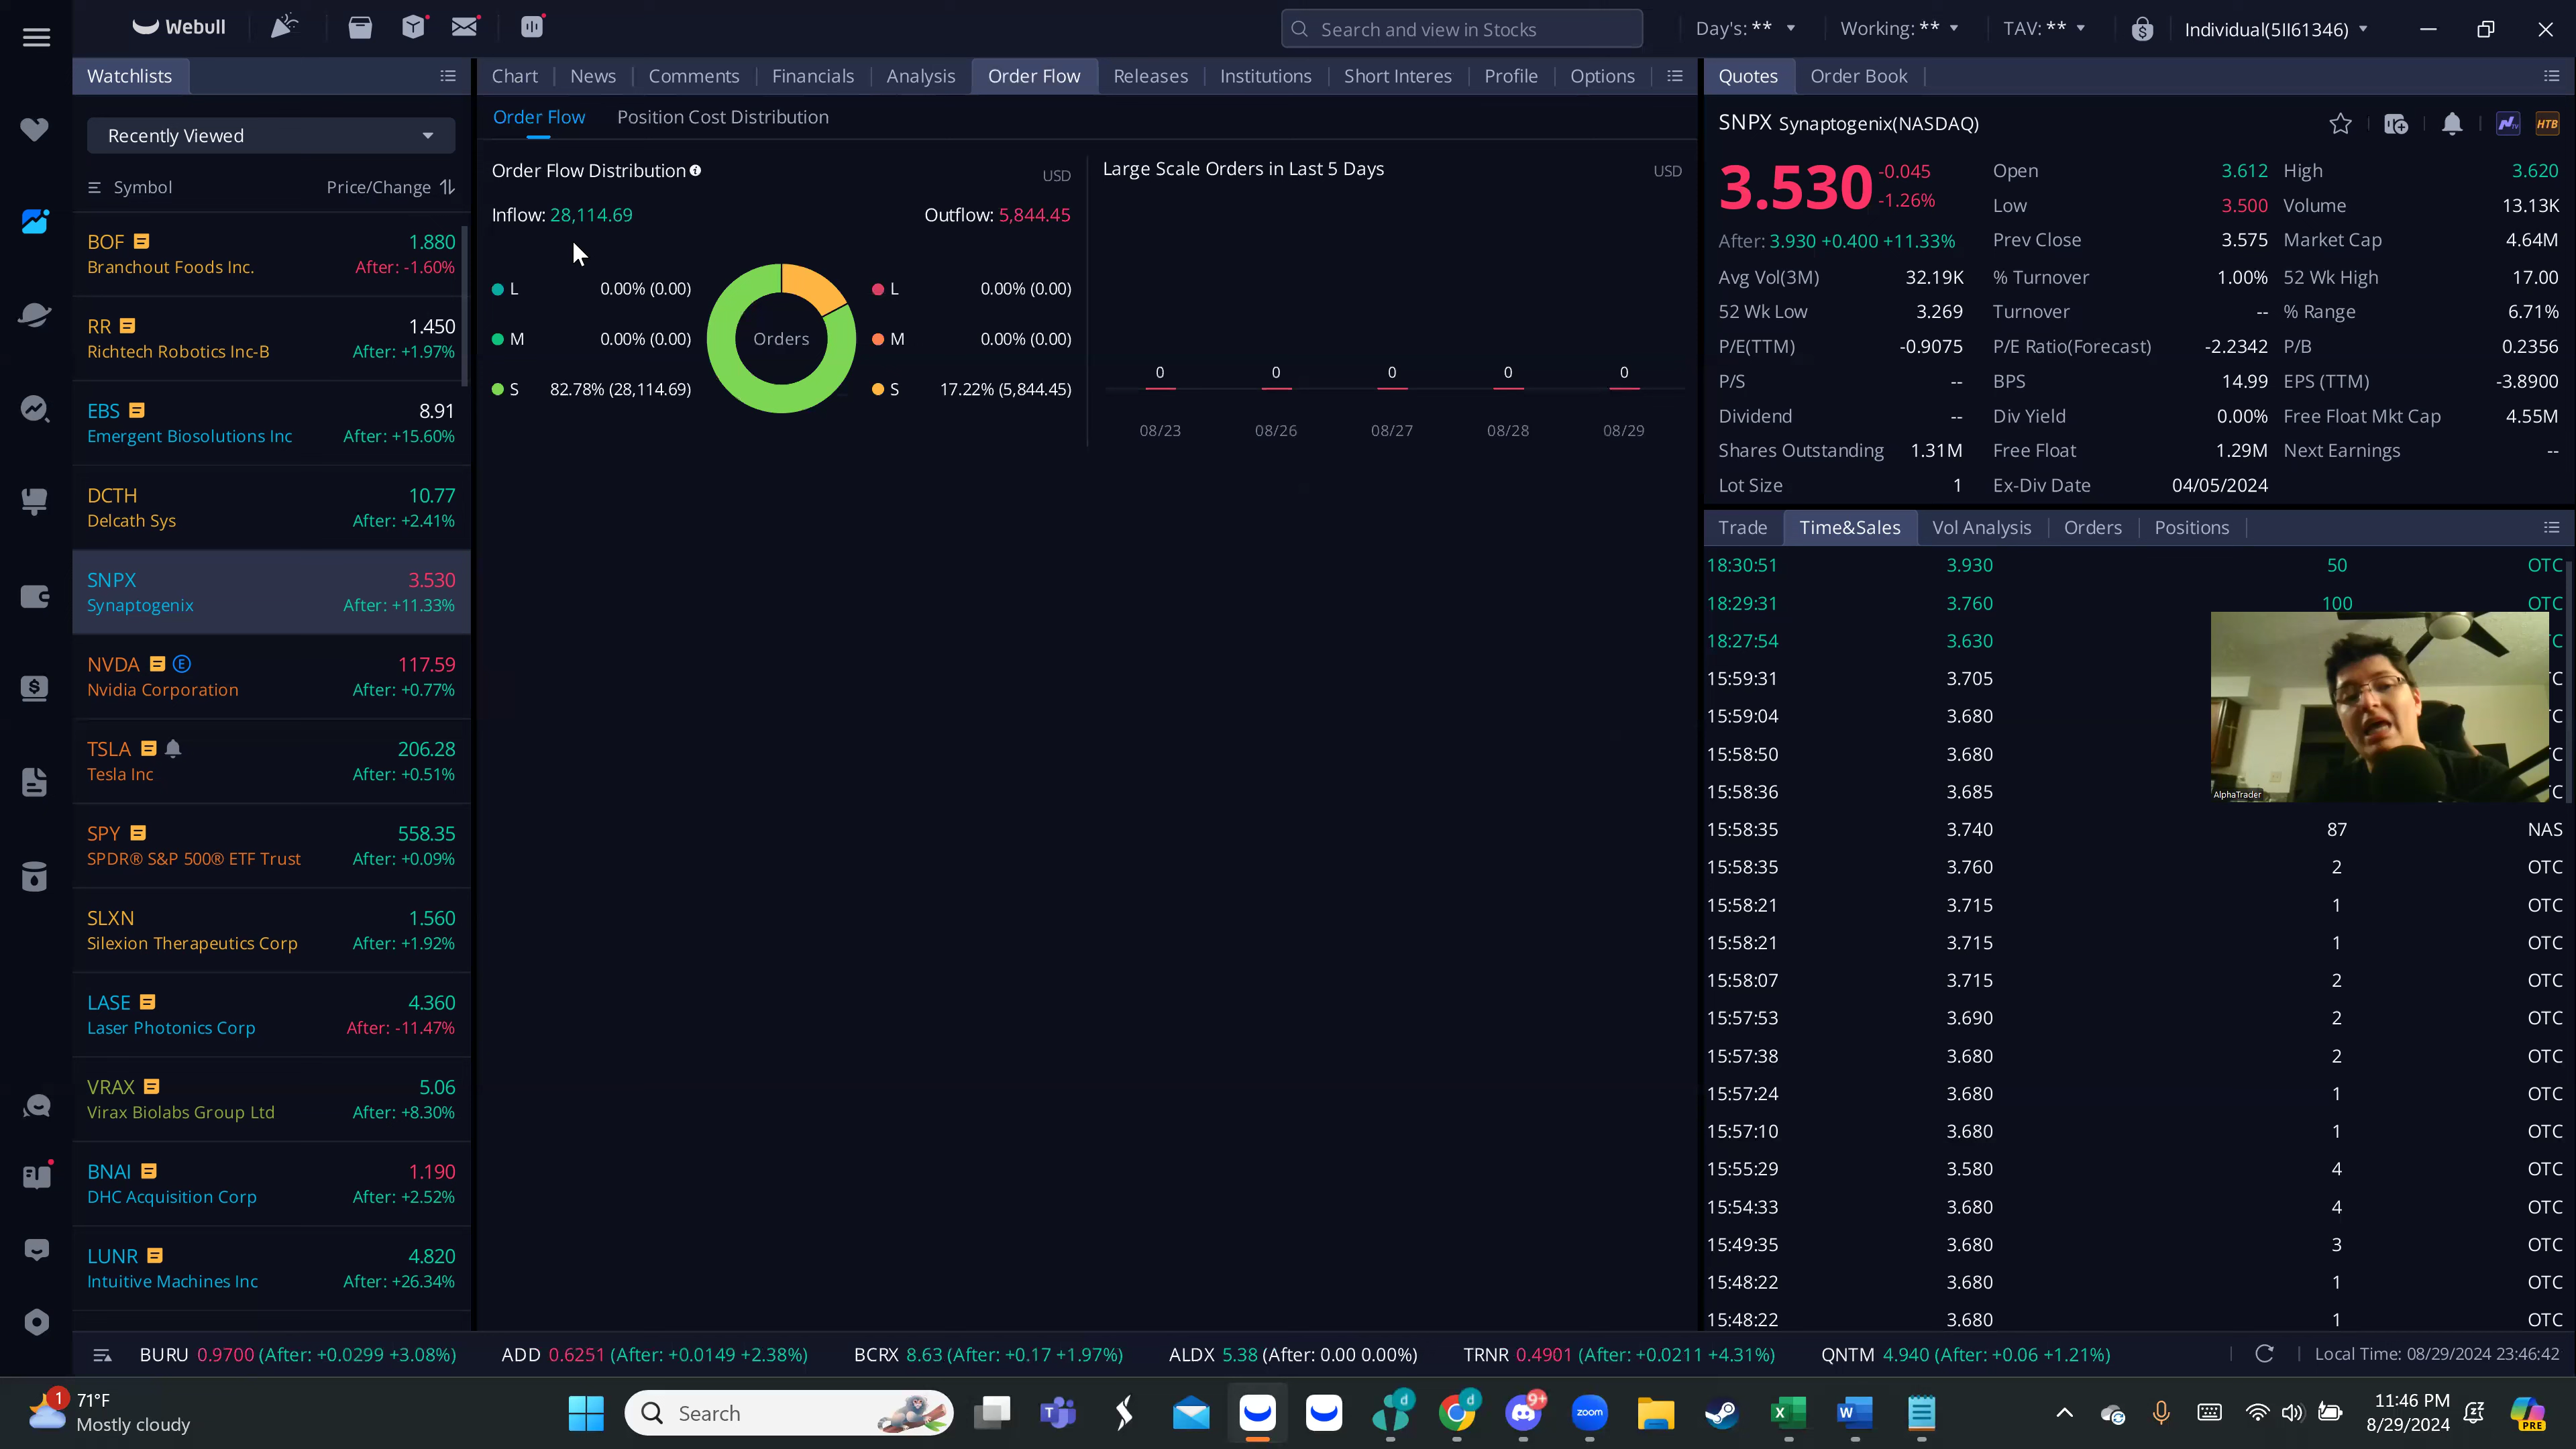 Webull
Search and view in Stocks
Day's: **
Working: **
TAV: **
Individual(5II61346)
Watchlists
Chart
News
Comments
Financials
Analysis
Order Flow
Releases
Institutions
Short Interes
Profile
Options
Quotes
Order Book
Recently Viewed
Symbol Price/Change
BOF 1.880
Branchout Foods Inc. After: -1.60%
RR 1.450
Richtech Robotics Inc-B After: +1.97%
EBS 8.91
Emergent Biosolutions Inc After: +15.60%
DCTH 10.77
Delcath Sys After: +2.41%
SNPX 3.530
Synaptogenix After: +11.33%
NVDA E 117.59
Nvidia Corporation After: +0.77%
TSLA 206.28
Tesla Inc After: +0.51%
SPY 558.35
SPDR® S&P 500® ETF Trust After: +0.09%
SLXN 1.560
Silexion Therapeutics Corp After: +1.92%
LASE 4.360
Laser Photonics Corp After: -11.47%
VRAX 5.06
Virax Biolabs Group Ltd After: +8.30%
BNAI 1.190
DHC Acquisition Corp After: +2.52%
LUNR 4.820
Intuitive Machines Inc After: +26.34%
Order Flow Position Cost Distribution
Order Flow Distribution USD
Inflow: 28,114.69 Outflow: 5,844.45
L 0.00% (0.00) L 0.00% (0.00)
M 0.00% (0.00) Orders M 0.00% (0.00)
S 82.78% (28,114.69) S 17.22% (5,844.45)
Large Scale Orders in Last 5 Days USD
0 0 0 0 0
08/23 08/26 08/27 08/28 08/29
SNPX Synaptogenix(NASDAQ) HTB
3.530 -0.045
-1.26%
After: 3.930 +0.400 +11.33%
Open 3.612 High 3.620
Low 3.500 Volume 13.13K
Prev Close 3.575 Market Cap 4.64M
Avg Vol(3M) 32.19K % Turnover 1.00% 52 Wk High 17.00
52 Wk Low 3.269 Turnover -- % Range 6.71%
P/E(TTM) -0.9075 P/E Ratio(Forecast) -2.2342 P/B 0.2356
P/S -- BPS 14.99 EPS (TTM) -3.8900
Dividend -- Div Yield 0.00% Free Float Mkt Cap 4.55M
Shares Outstanding 1.31M Free Float 1.29M Next Earnings --
Lot Size 1 Ex-Div Date 04/05/2024
Trade Time&Sales Vol Analysis Orders Positions
18:30:51 3.930 50 OTC
18:29:31 3.760 100 OTC
18:27:54 3.630
15:59:31 3.705
15:59:04 3.680
15:58:50 3.680
15:58:36 3.685
AlphaTrader
15:58:35 3.740 87 NAS
15:58:35 3.760 2 OTC
15:58:21 3.715 1 OTC
15:58:21 3.715 1 OTC
15:58:07 3.715 2 OTC
15:57:53 3.690 2 OTC
15:57:38 3.680 2 OTC
15:57:24 3.680 1 OTC
15:57:10 3.680 1 OTC
15:55:29 3.580 4 OTC
15:54:33 3.680 4 OTC
15:49:35 3.680 3 OTC
15:48:22 3.680 1 OTC
15:48:22 3.680 1 OTC
BURU 0.9700 (After: +0.0299 +3.08%) ADD 0.6251 (After: +0.0149 +2.38%) BCRX 8.63 (After: +0.17 +1.97%) ALDX 5.38 (After: 0.00 0.00%) TRNR 0.4901 (After: +0.0211 +4.31%) QNTM 4.940 (After: +0.06 +1.21%) Local Time: 08/29/2024 23:46:42
1 71°F
Mostly cloudy
Search
d d 9+ zoom
11:46 PM
8/29/2024
PRE